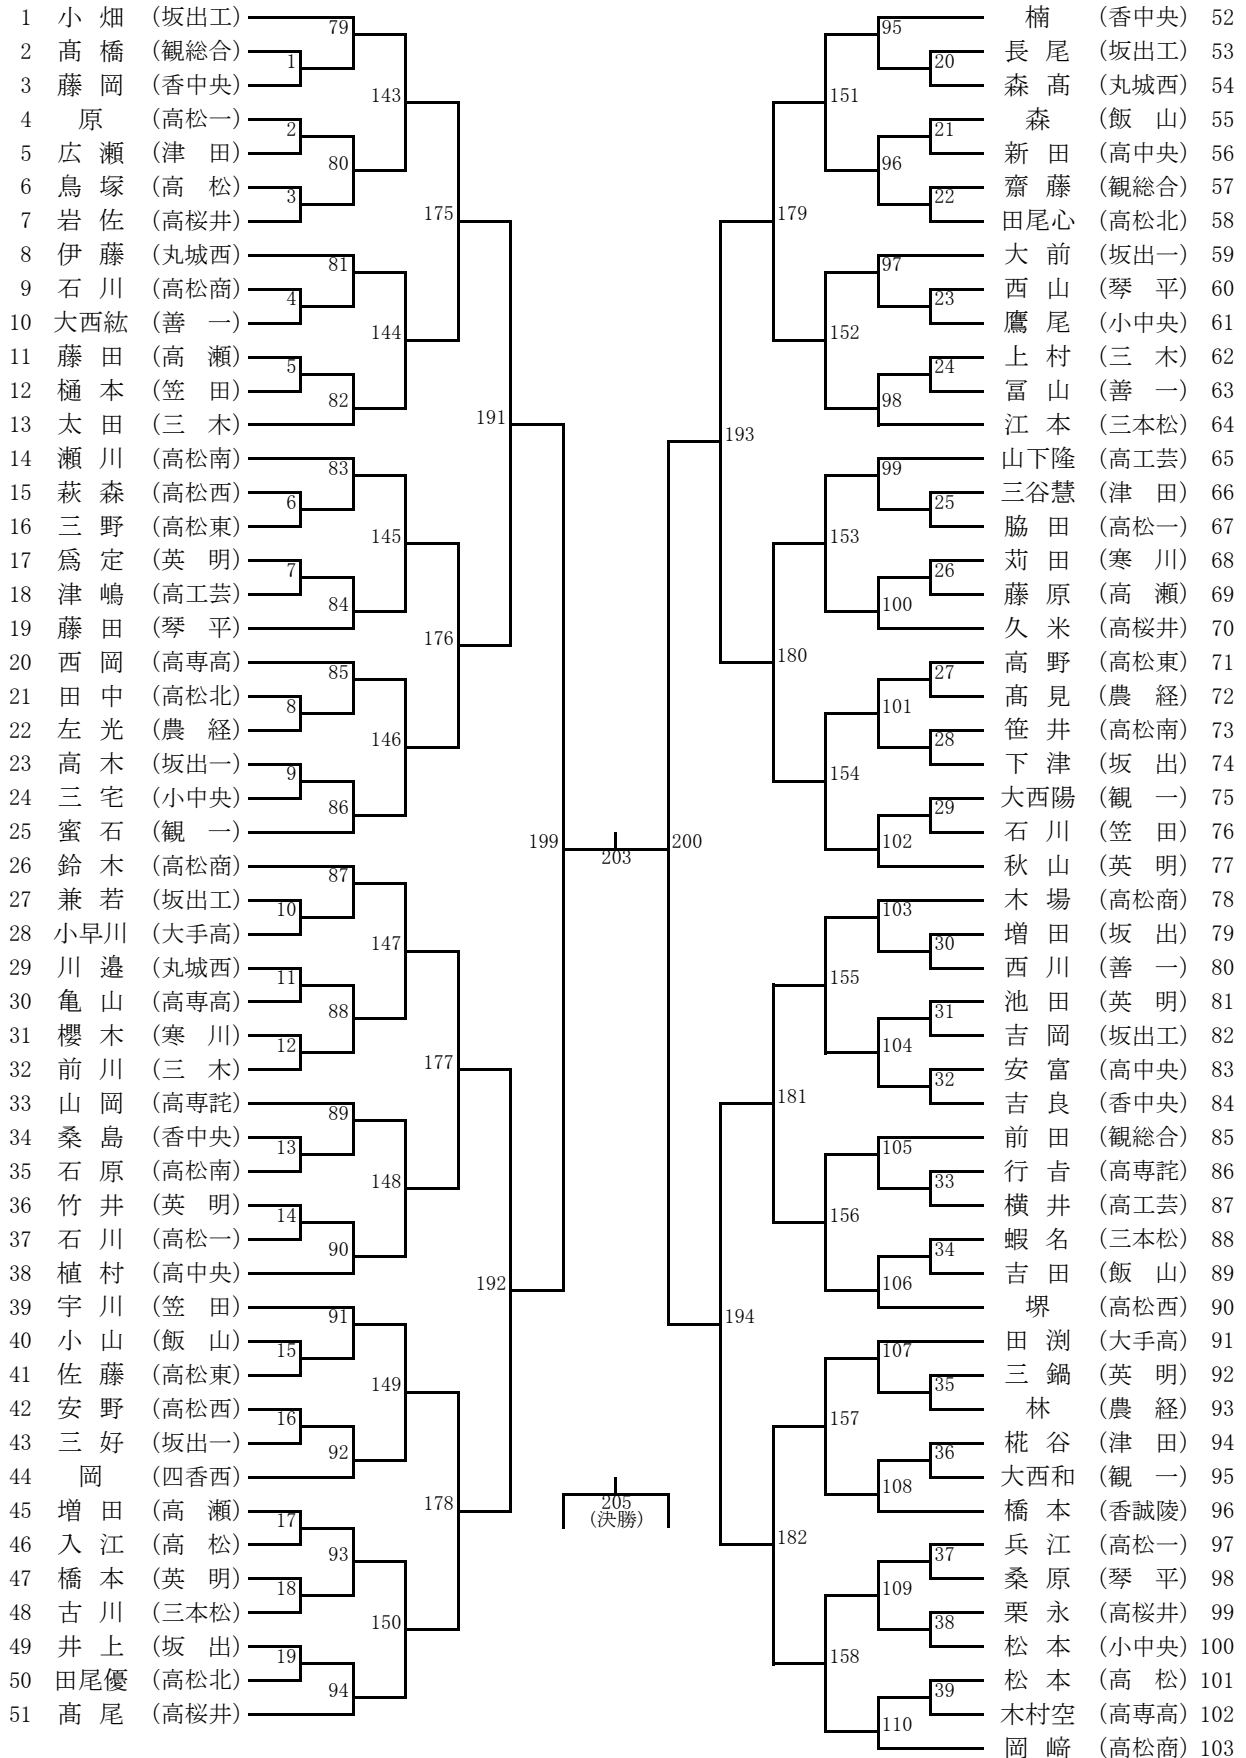 1 小畑 (坂出工)
2 髙橋 (観総合)
3 藤岡 (香中央)
4 原 (高松一)
5 広瀬 (津田)
6 鳥塚 (高松)
7 岩佐 (高桜井)
8 伊藤 (丸城西)
9 石川 (高松商)
10 大西紘 (善一)
11 藤田 (高瀬)
12 樋本 (笠田)
13 太田 (三木)
14 瀬川 (高松南)
15 萩森 (高松西)
16 三野 (高松東)
17 爲定 (英明)
18 津嶋 (高工芸)
19 藤田 (琴平)
20 西岡 (高専高)
21 田中 (高松北)
22 左光 (農経)
23 高木 (坂出一)
24 三宅 (小中央)
25 蜜石 (観一)
26 鈴木 (高松商)
27 兼若 (坂出工)
28 小早川 (大手高)
29 川邉 (丸城西)
30 亀山 (高専高)
31 櫻木 (寒川)
32 前川 (三木)
33 山岡 (高専詫)
34 桑島 (香中央)
35 石原 (高松南)
36 竹井 (英明)
37 石川 (高松一)
38 植村 (高中央)
39 宇川 (笠田)
40 小山 (飯山)
41 佐藤 (高松東)
42 安野 (高松西)
43 三好 (坂出一)
44 岡 (四香西)
45 増田 (高瀬)
46 入江 (高松)
47 橋本 (英明)
48 古川 (三本松)
49 井上 (坂出)
50 田尾優 (高松北)
51 髙尾 (高桜井)
79
1
143
2
80
3
175
81
4
144
5
82
191
83
6
145
7
84
176
85
8
146
9
86
199
87
10
147
11
88
12
177
89
13
148
14
90
192
91
15
149
16
92
178
17
93
18
150
19
94
203
205
(決勝)
200
95
20
151
21
96
22
179
97
23
152
24
98
193
99
25
153
26
100
180
27
101
28
154
29
102
103
30
155
31
104
32
181
105
33
156
34
106
194
107
35
157
36
108
182
37
109
38
158
39
110
楠 (香中央) 52
長尾 (坂出工) 53
森髙 (丸城西) 54
森 (飯山) 55
新田 (高中央) 56
齋藤 (観総合) 57
田尾心 (高松北) 58
大前 (坂出一) 59
西山 (琴平) 60
鷹尾 (小中央) 61
上村 (三木) 62
冨山 (善一) 63
江本 (三本松) 64
山下隆 (高工芸) 65
三谷慧 (津田) 66
脇田 (高松一) 67
苅田 (寒川) 68
藤原 (高瀬) 69
久米 (高桜井) 70
高野 (高松東) 71
髙見 (農経) 72
笹井 (高松南) 73
下津 (坂出) 74
大西陽 (観一) 75
石川 (笠田) 76
秋山 (英明) 77
木場 (高松商) 78
増田 (坂出) 79
西川 (善一) 80
池田 (英明) 81
吉岡 (坂出工) 82
安富 (高中央) 83
吉良 (香中央) 84
前田 (観総合) 85
行㫖 (高専詫) 86
横井 (高工芸) 87
蝦名 (三本松) 88
吉田 (飯山) 89
堺 (高松西) 90
田渕 (大手高) 91
三鍋 (英明) 92
林 (農経) 93
椛谷 (津田) 94
大西和 (観一) 95
橋本 (香誠陵) 96
兵江 (高松一) 97
桑原 (琴平) 98
栗永 (高桜井) 99
松本 (小中央) 100
松本 (高松) 101
木村空 (高専高) 102
岡﨑 (高松商) 103